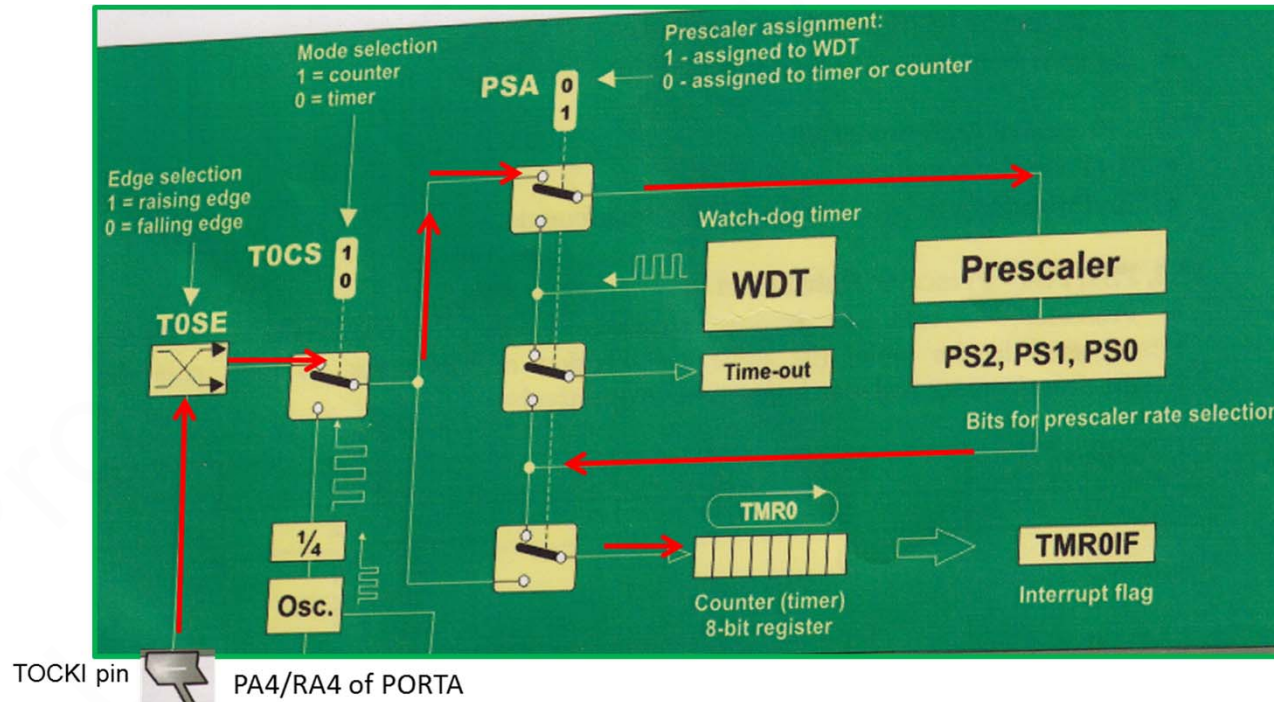 Mode selection
1 = counter
0 = timer
Prescaler assignment:
1 - assigned to WDT
0 - assigned to timer or counter
PSA
0
1
Edge selection
1 = raising edge
0 = falling edge
T0CS
1
0
T0SE
Watch-dog timer
WDT
Prescaler
PS2, PS1, PS0
Time-out
Bits for prescaler rate selection
1/4
Osc.
TMR0
TMR0IF
Counter (timer)
8-bit register
Interrupt flag
TOCKI pin
PA4/RA4 of PORTA